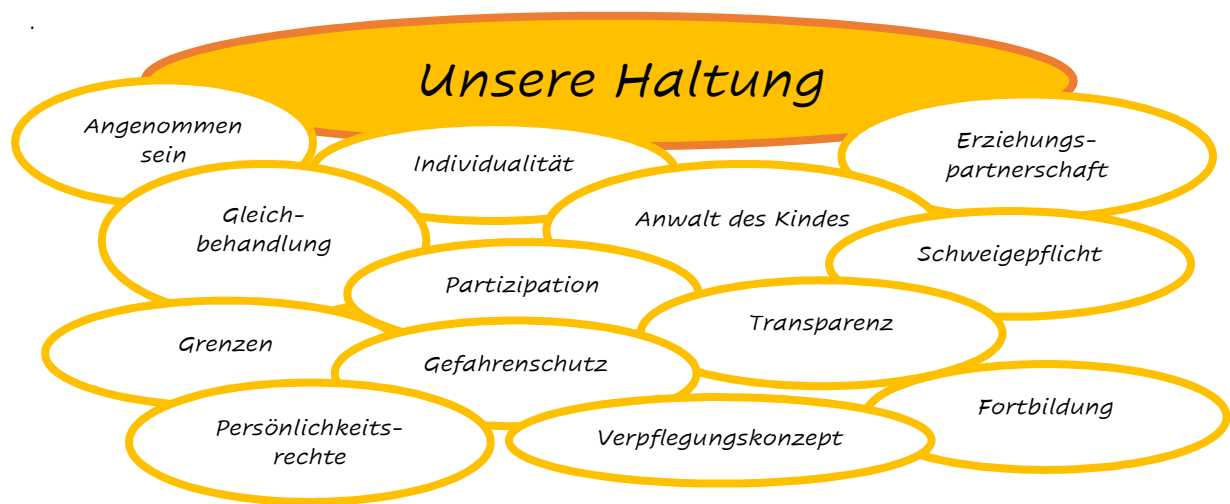 Unsere Haltung
Angenommen
sein
Individualität
Erziehungs-
partnerschaft
Gleich-
behandlung
Anwalt des Kindes
Schweigepflicht
Partizipation
Transparenz
Grenzen
Gefahrenschutz
Fortbildung
Persönlichkeits-
rechte
Verpflegungskonzept